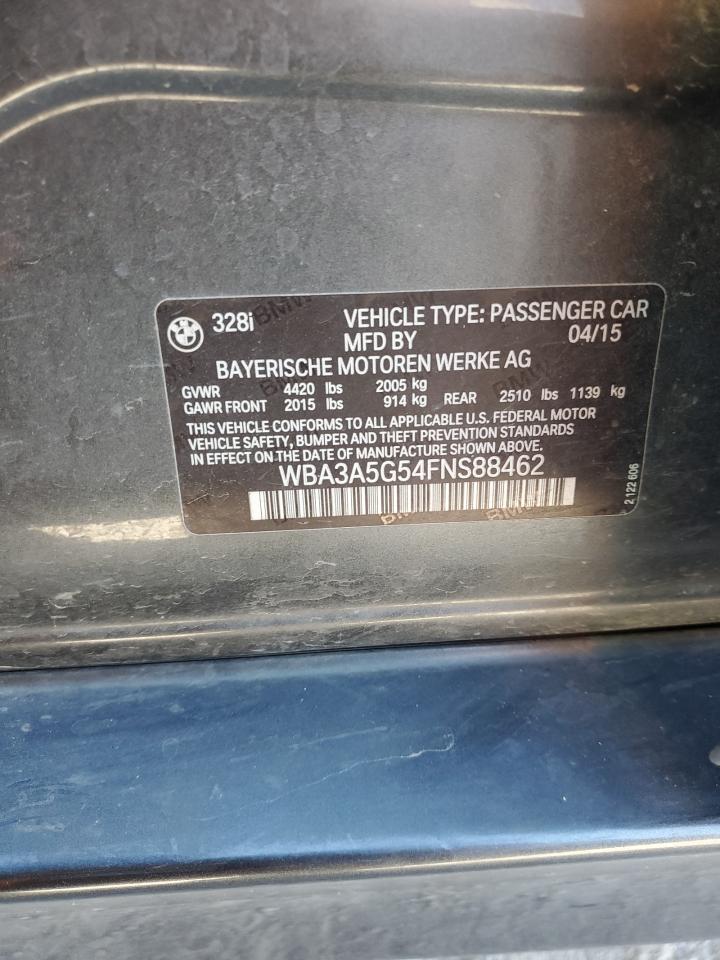 BMW 328i VEHICLE TYPE: PASSENGER CAR
MFD BY 04/15
BAYERISCHE MOTOREN WERKE AG
GVWR 4420 lbs 2005 kg
GAWR FRONT 2015 lbs 914 kg REAR 2510 lbs 1139 kg
THIS VEHICLE CONFORMS TO ALL APPLICABLE U.S. FEDERAL MOTOR
VEHICLE SAFETY, BUMPER AND THEFT PREVENTION STANDARDS
IN EFFECT ON THE DATE OF MANUFACTURE SHOWN ABOVE.
WBA3A5G54FNS88462
2 122 606